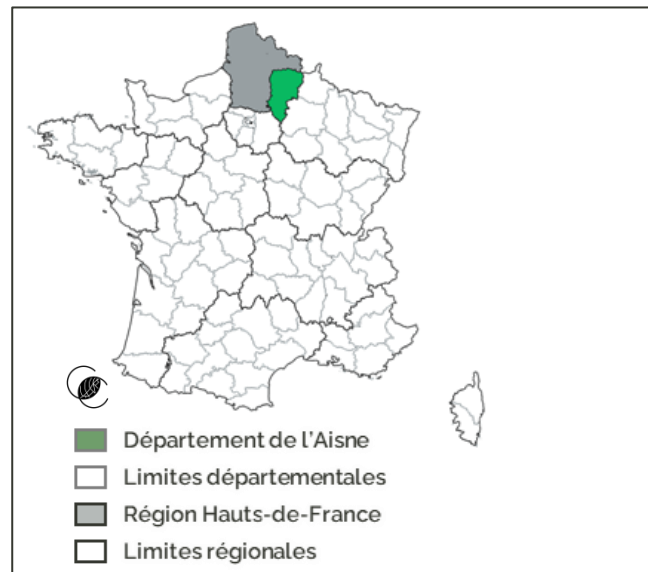 Département de l'Aisne
Limites départementales
Région Hauts-de-France
Limites régionales